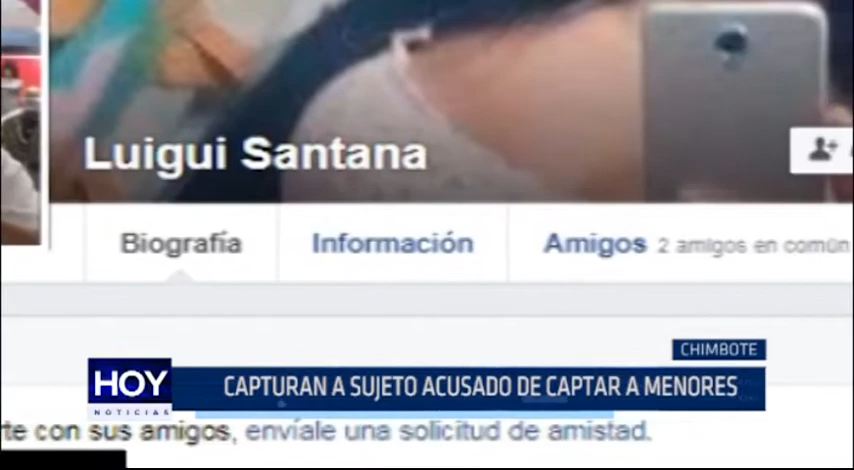 Luigui Santana
Biografía
Información
Amigos 2 amigos en común
CHIMBOTE
HOY
NOTICIAS
CAPTURAN A SUJETO ACUSADO DE CAPTAR A MENORES
con sus amigos, envíale una solicitud de amistad.